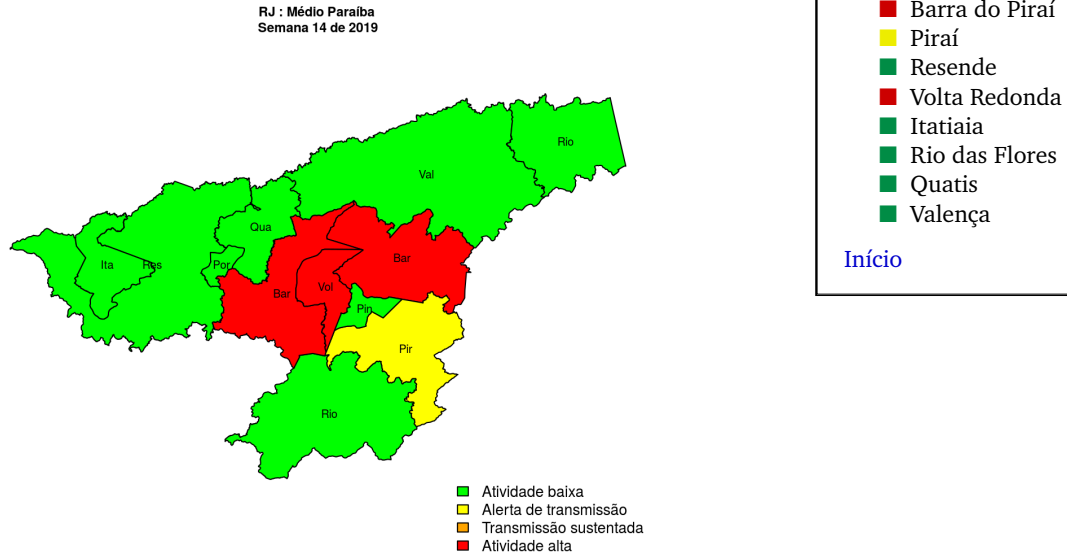 RJ : Médio Paraíba
Semana 14 de 2019
Rio
Val
Qua
Ita
Res
Por
Bar
Bar
Vol
Pin
Pir
Rio
Atividade baixa
Alerta de transmissão
Transmissão sustentada
Atividade alta
Barra do Piraí
Piraí
Resende
Volta Redonda
Itatiaia
Rio das Flores
Quatis
Valença
Início